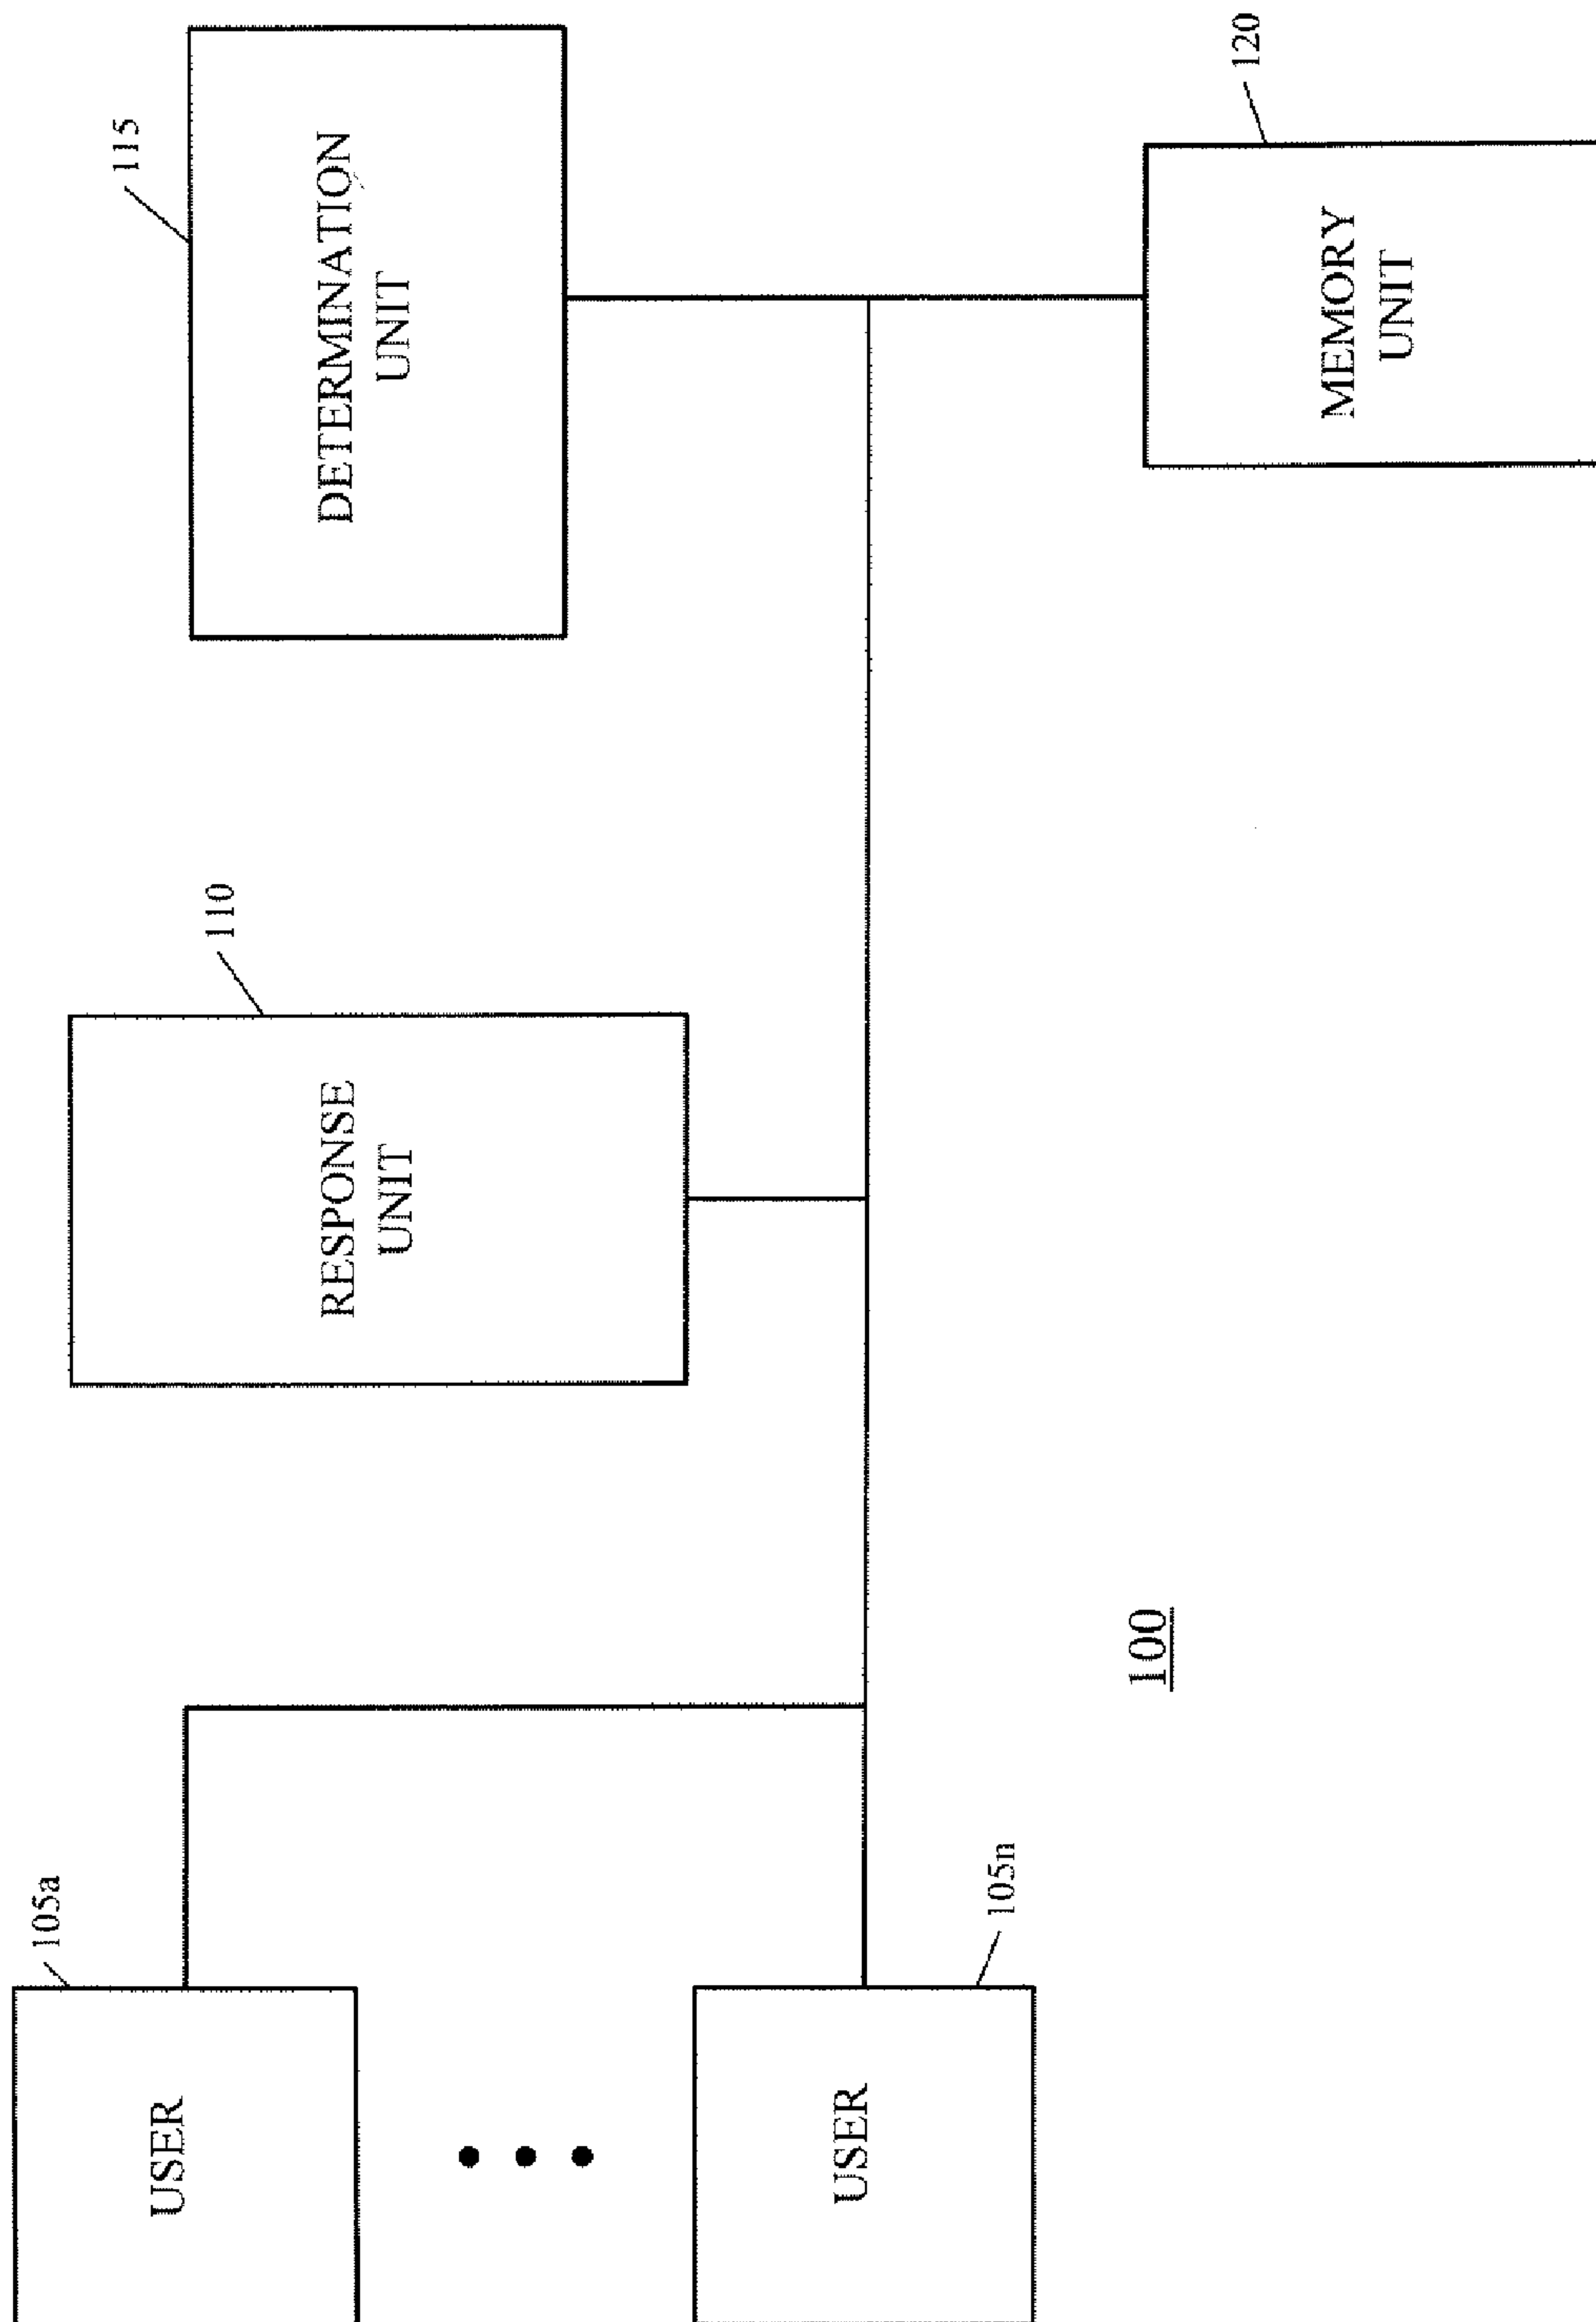 105a
USER
105n
USER
110
RESPONSE
UNIT
115
DETERMINATION
UNIT
120
MEMORY
UNIT
100